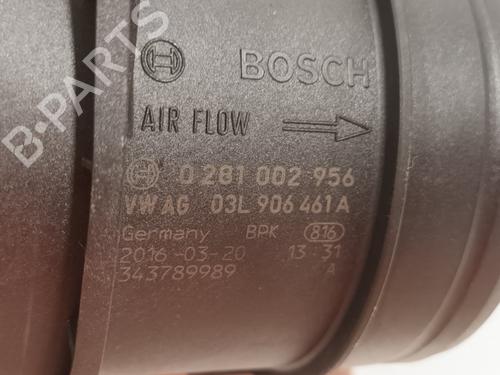 B-PARTS
BOSCH
AIR FLOW
0 281 002 956
VW AG 03L 906 461 A
Germany BPK 816
2016-03-20 13:31
343789989 A